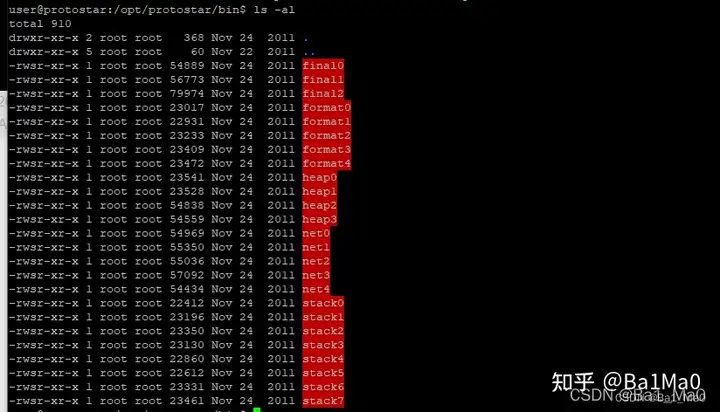 user@protostar:/opt/protostar/bin$ ls -al
total 910
drwxr-xr-x 2 root root 368 Nov 24 2011 .
drwxr-xr-x 5 root root 60 Nov 22 2011 ..
-rwsr-xr-x 1 root root 54889 Nov 24 2011 final0
-rwsr-xr-x 1 root root 56773 Nov 24 2011 final1
-rwsr-xr-x 1 root root 79974 Nov 24 2011 final2
-rwsr-xr-x 1 root root 23017 Nov 24 2011 format0
-rwsr-xr-x 1 root root 22931 Nov 24 2011 format1
-rwsr-xr-x 1 root root 23233 Nov 24 2011 format2
-rwsr-xr-x 1 root root 23409 Nov 24 2011 format3
-rwsr-xr-x 1 root root 23472 Nov 24 2011 format4
-rwsr-xr-x 1 root root 23541 Nov 24 2011 heap0
-rwsr-xr-x 1 root root 23528 Nov 24 2011 heap1
-rwsr-xr-x 1 root root 54838 Nov 24 2011 heap2
-rwsr-xr-x 1 root root 54559 Nov 24 2011 heap3
-rwsr-xr-x 1 root root 54969 Nov 24 2011 net0
-rwsr-xr-x 1 root root 55350 Nov 24 2011 net1
-rwsr-xr-x 1 root root 55036 Nov 24 2011 net2
-rwsr-xr-x 1 root root 57092 Nov 24 2011 net3
-rwsr-xr-x 1 root root 54434 Nov 24 2011 net4
-rwsr-xr-x 1 root root 22412 Nov 24 2011 stack0
-rwsr-xr-x 1 root root 23196 Nov 24 2011 stack1
-rwsr-xr-x 1 root root 23350 Nov 24 2011 stack2
-rwsr-xr-x 1 root root 23130 Nov 24 2011 stack3
-rwsr-xr-x 1 root root 22860 Nov 24 2011 stack4
-rwsr-xr-x 1 root root 22612 Nov 24 2011 stack5
-rwsr-xr-x 1 root root 23331 Nov 24 2011 stack6
-rwsr-xr-x 1 root root 23461 Nov 24 2011 stack7
知乎 @Ba1Ma0
CSDN @Ba1_Ma0